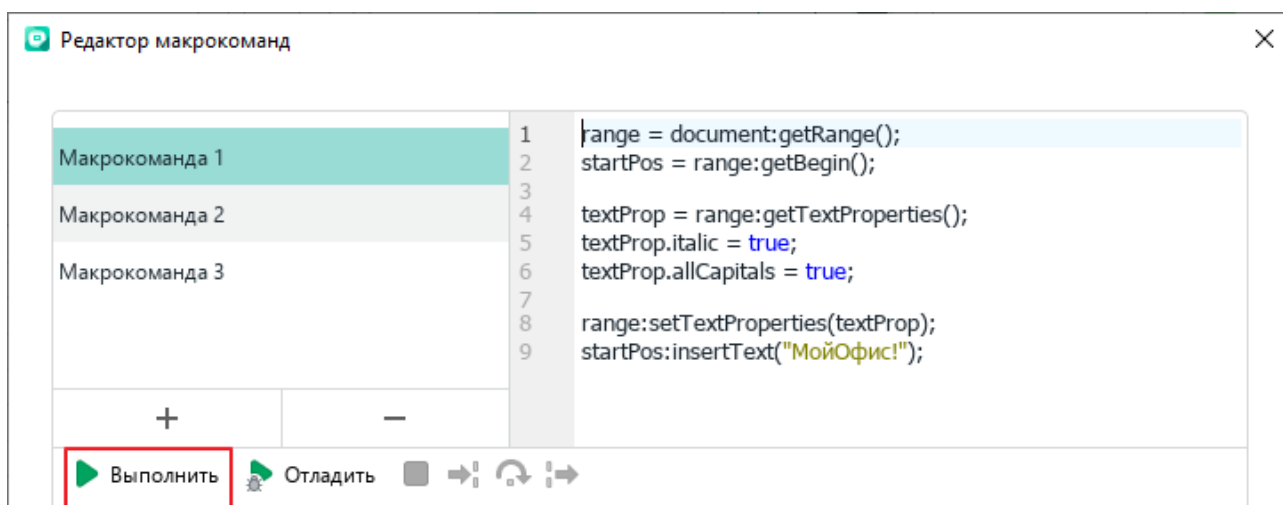 Редактор макрокоманд
Макрокоманда 1
Макрокоманда 2
Макрокоманда 3
+ −
1 range = document:getRange();
2 startPos = range:getBegin();
3
4 textProp = range:getTextProperties();
5 textProp.italic = true;
6 textProp.allCapitals = true;
7
8 range:setTextProperties(textProp);
9 startPos:insertText("МойОфис!");
Выполнить Отладить